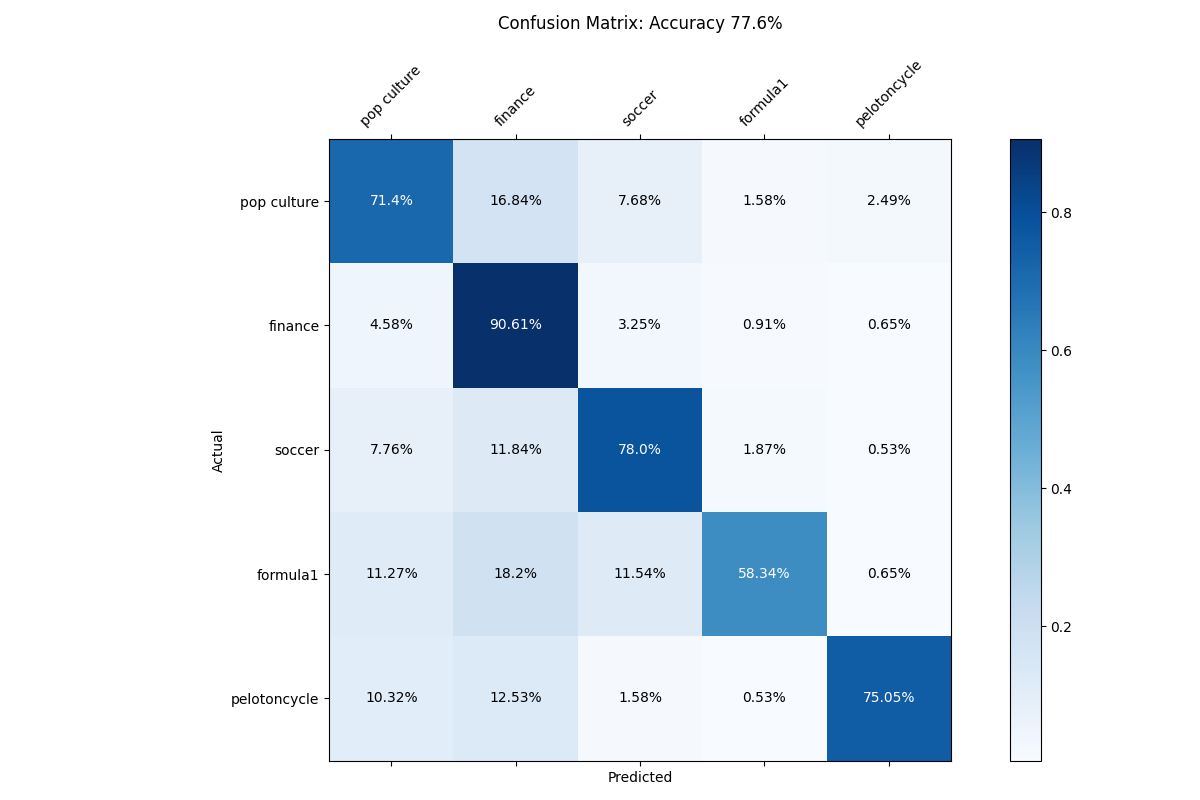 Confusion Matrix: Accuracy 77.6%
pop culture finance soccer formula1 pelotoncycle
pop culture 71.4% 16.84% 7.68% 1.58% 2.49%
finance 4.58% 90.61% 3.25% 0.91% 0.65%
soccer 7.76% 11.84% 78.0% 1.87% 0.53%
formula1 11.27% 18.2% 11.54% 58.34% 0.65%
pelotoncycle 10.32% 12.53% 1.58% 0.53% 75.05%
Actual
Predicted
0.8
0.6
0.4
0.2